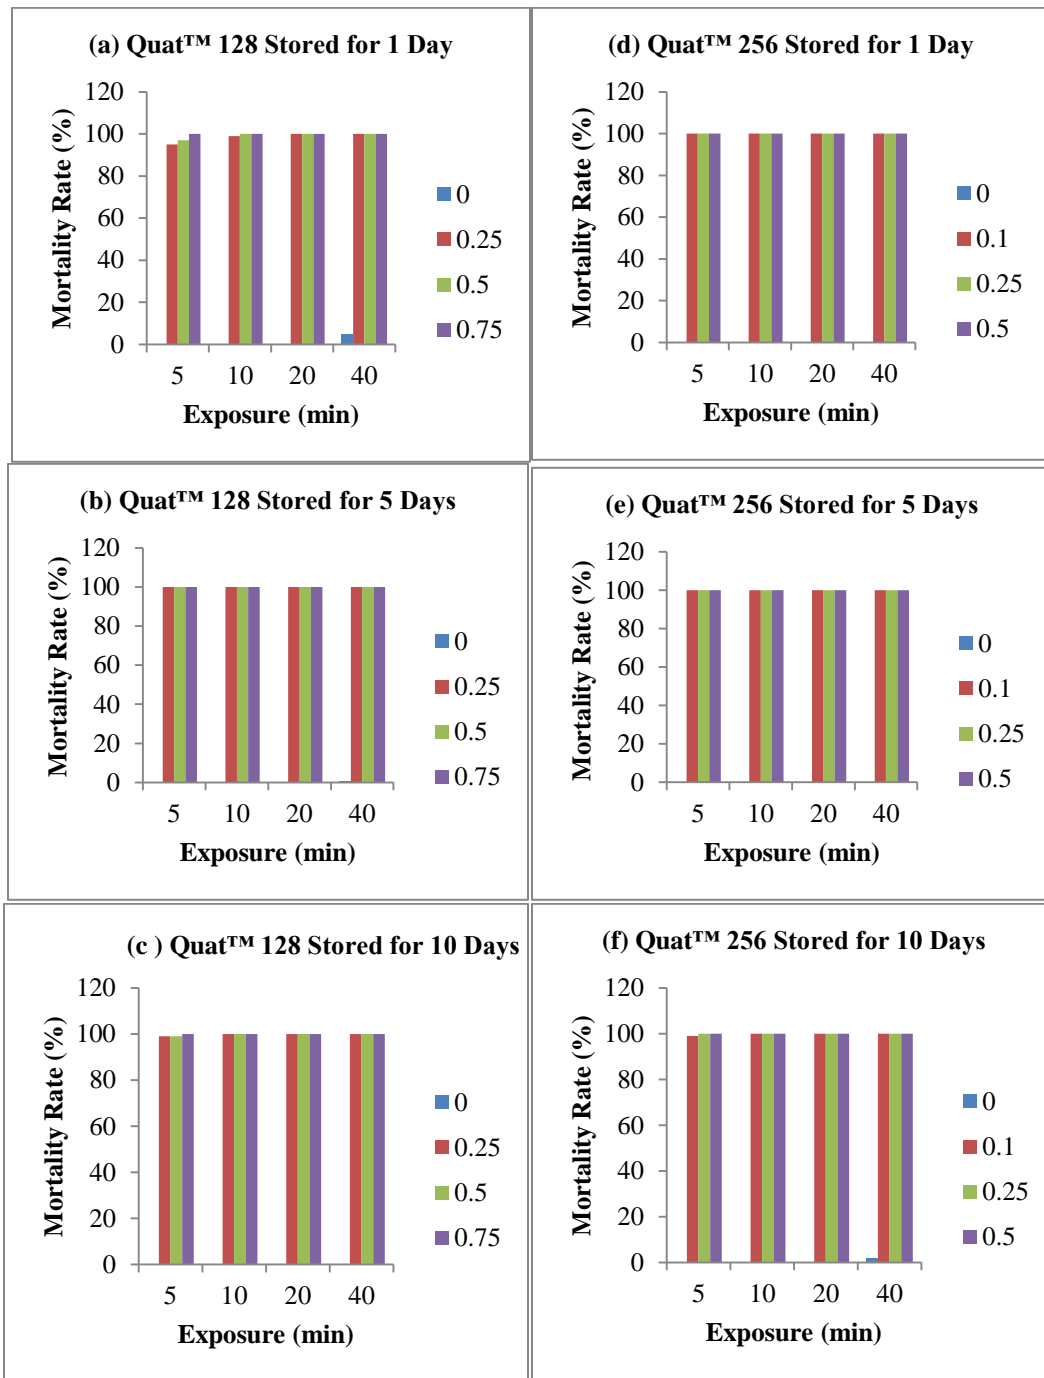 (a) Quat™ 128 Stored for 1 Day
Mortality Rate (%)
120
100
80
60
40
20
0
5 10 20 40
Exposure (min)
0
0.25
0.5
0.75
(d) Quat™ 256 Stored for 1 Day
Mortality Rate (%)
120
100
80
60
40
20
0
5 10 20 40
Exposure (min)
0
0.1
0.25
0.5
(b) Quat™ 128 Stored for 5 Days
Mortality Rate (%)
120
100
80
60
40
20
0
5 10 20 40
Exposure (min)
0
0.25
0.5
0.75
(e) Quat™ 256 Stored for 5 Days
Mortality Rate (%)
120
100
80
60
40
20
0
5 10 20 40
Exposure (min)
0
0.1
0.25
0.5
(c ) Quat™ 128 Stored for 10 Days
Mortality Rate (%)
120
100
80
60
40
20
0
5 10 20 40
Exposure (min)
0
0.25
0.5
0.75
(f) Quat™ 256 Stored for 10 Days
Mortality Rate (%)
120
100
80
60
40
20
0
5 10 20 40
Exposure (min)
0
0.1
0.25
0.5